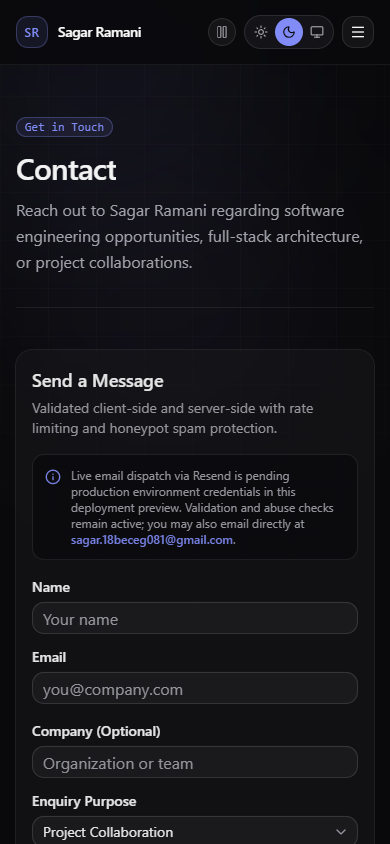 SR Sagar Ramani
Get in Touch
Contact
Reach out to Sagar Ramani regarding software
engineering opportunities, full-stack architecture,
or project collaborations.
Send a Message
Validated client-side and server-side with rate
limiting and honeypot spam protection.
Live email dispatch via Resend is pending
production environment credentials in this
deployment preview. Validation and abuse checks
remain active; you may also email directly at
sagar.18beceg081@gmail.com.
Name
Your name
Email
you@company.com
Company (Optional)
Organization or team
Enquiry Purpose
Project Collaboration